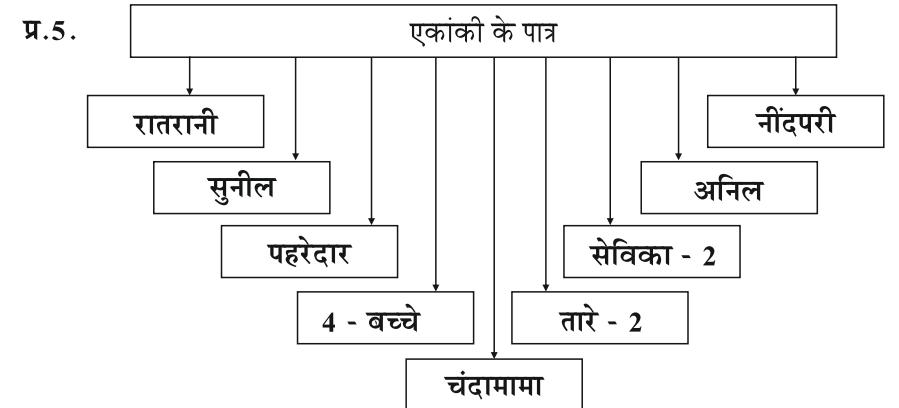 प्र.5.
एकांकी के पात्र
रातरानी
नींदपरी
सुनील
अनिल
पहरेदार
सेविका - 2
4 - बच्चे
तारे - 2
चंदामामा